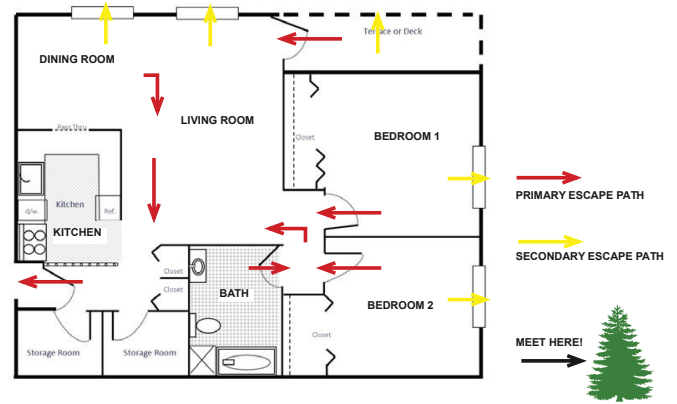 Terrace or Deck
DINING ROOM
LIVING ROOM
Pass Thru
Closet
BEDROOM 1
Kitchen
d/w.
Ref.
KITCHEN
PRIMARY ESCAPE PATH
SECONDARY ESCAPE PATH
Closet
Closet
BATH
BEDROOM 2
Closet
Storage Room
Storage Room
MEET HERE!